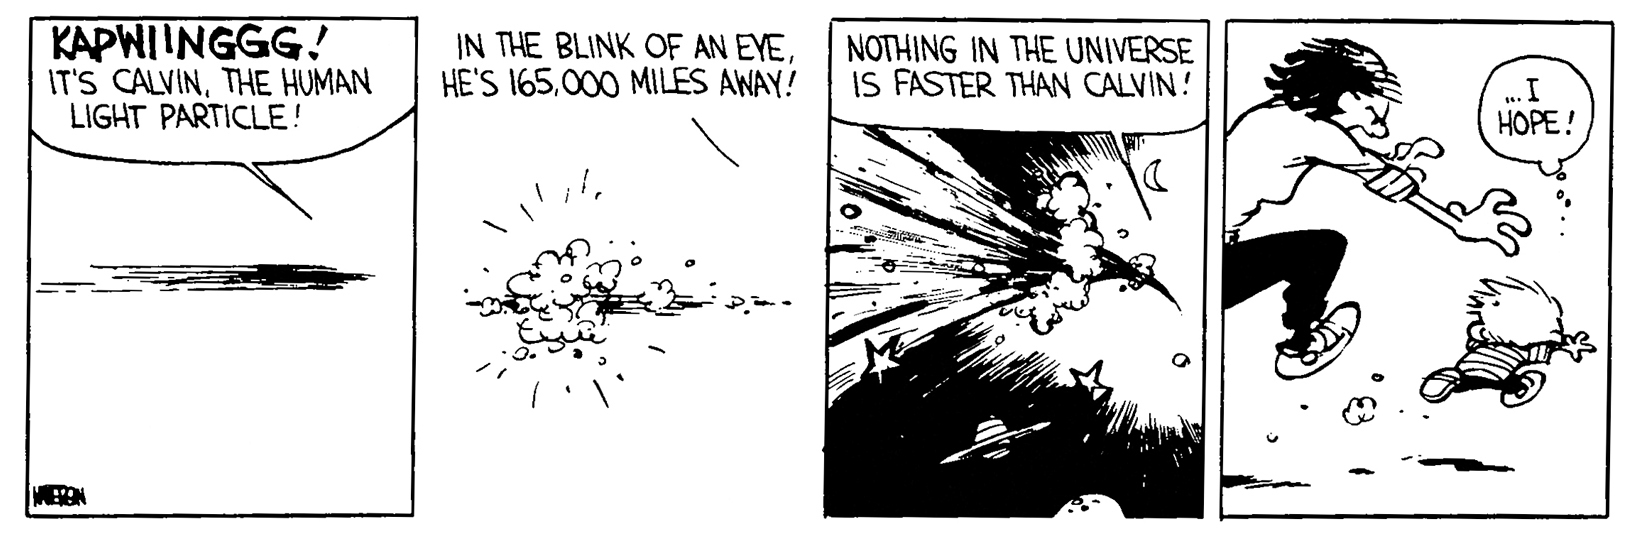 KAPWIINGGG!
IT'S CALVIN, THE HUMAN
LIGHT PARTICLE!
WATTERSON
IN THE BLINK OF AN EYE,
HE'S 165,000 MILES AWAY!
NOTHING IN THE UNIVERSE
IS FASTER THAN CALVIN!
...I
HOPE!